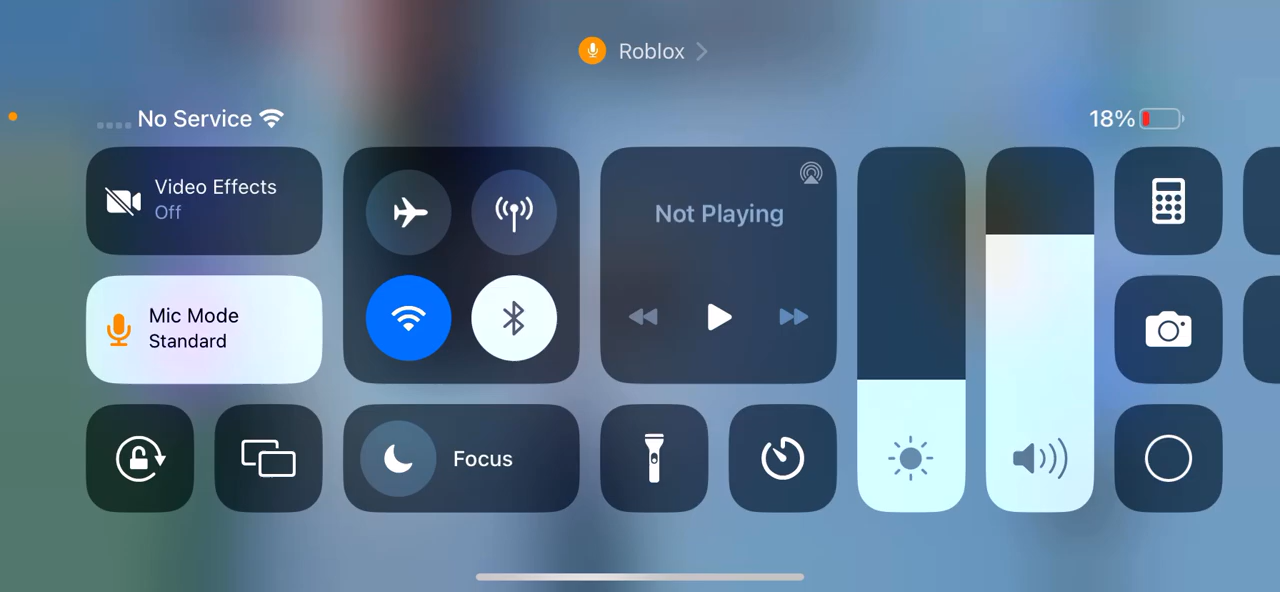 Roblox
No Service
18%
Video Effects
Off
Not Playing
Mic Mode
Standard
Focus